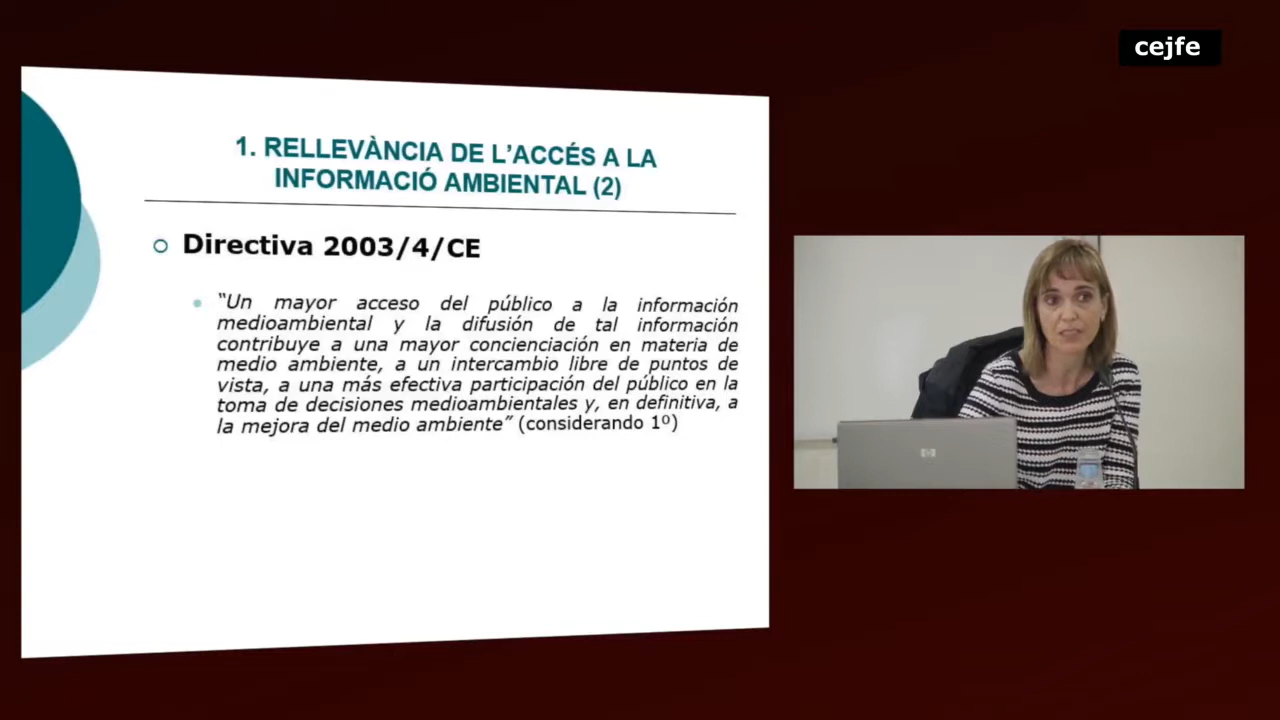 cejfe
1. RELLEVÀNCIA DE L'ACCÉS A LA
INFORMACIÓ AMBIENTAL (2)
Directiva 2003/4/CE
“Un mayor acceso del público a la información
medioambiental y la difusión de tal información
contribuye a una mayor concienciación en materia de
medio ambiente, a un intercambio libre de puntos de
vista, a una más efectiva participación del público en la
toma de decisiones medioambientales y, en definitiva, a
la mejora del medio ambiente” (considerando 1º)
hp